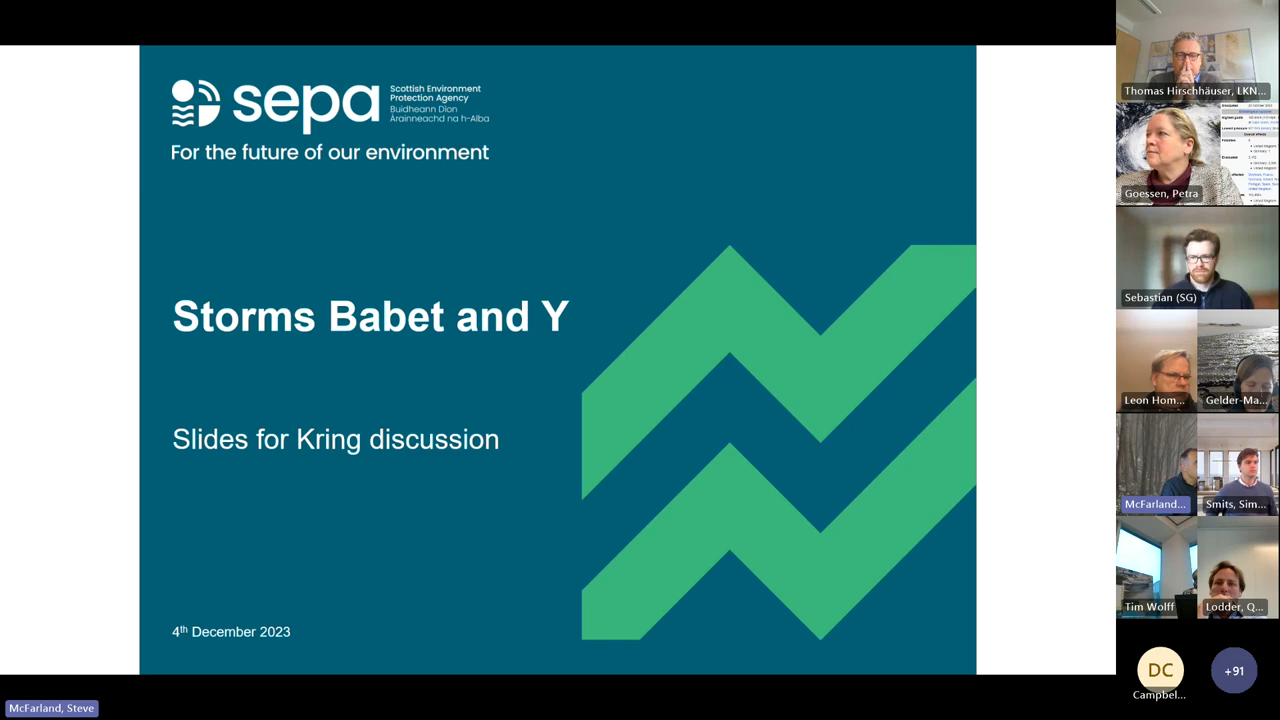 sepa
Scottish Environment
Protection Agency
Buidheann Dìon
Àrainneachd na h-Alba
For the future of our environment
Storms Babet and Y
Slides for Kring discussion
4th December 2023
McFarland, Steve
Thomas Hirschhäuser, LKN...
Goessen, Petra
Sebastian (SG)
Leon Hom...
Gelder-Ma...
McFarland...
Smits, Sim...
Tim Wolff
Lodder, Q...
DC
Campbel...
+91